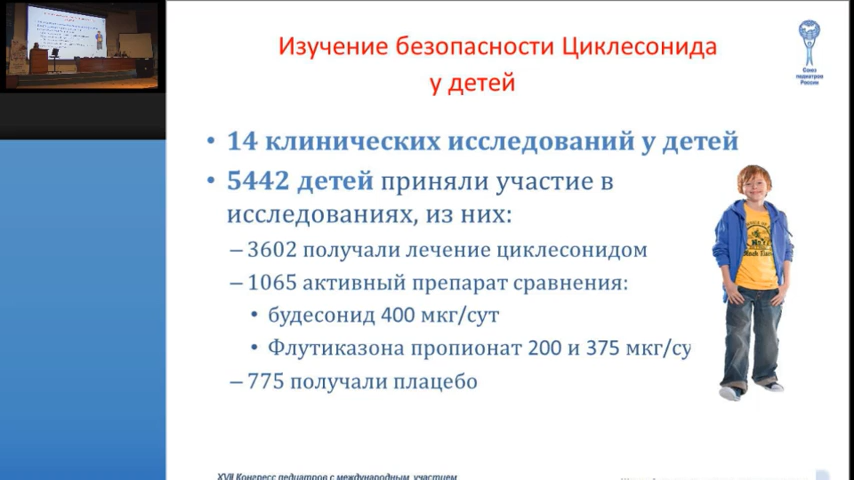 Изучение безопасности Циклесонида
у детей
Союз
педиатров
России
• 14 клинических исследований у детей
• 5442 детей приняли участие в
исследованиях, из них:
– 3602 получали лечение циклесонидом
– 1065 активный препарат сравнения:
• будесонид 400 мкг/сут
• Флутиказона пропионат 200 и 375 мкг/су
– 775 получали плацебо
XVII Конгресс педиатров с международным участием